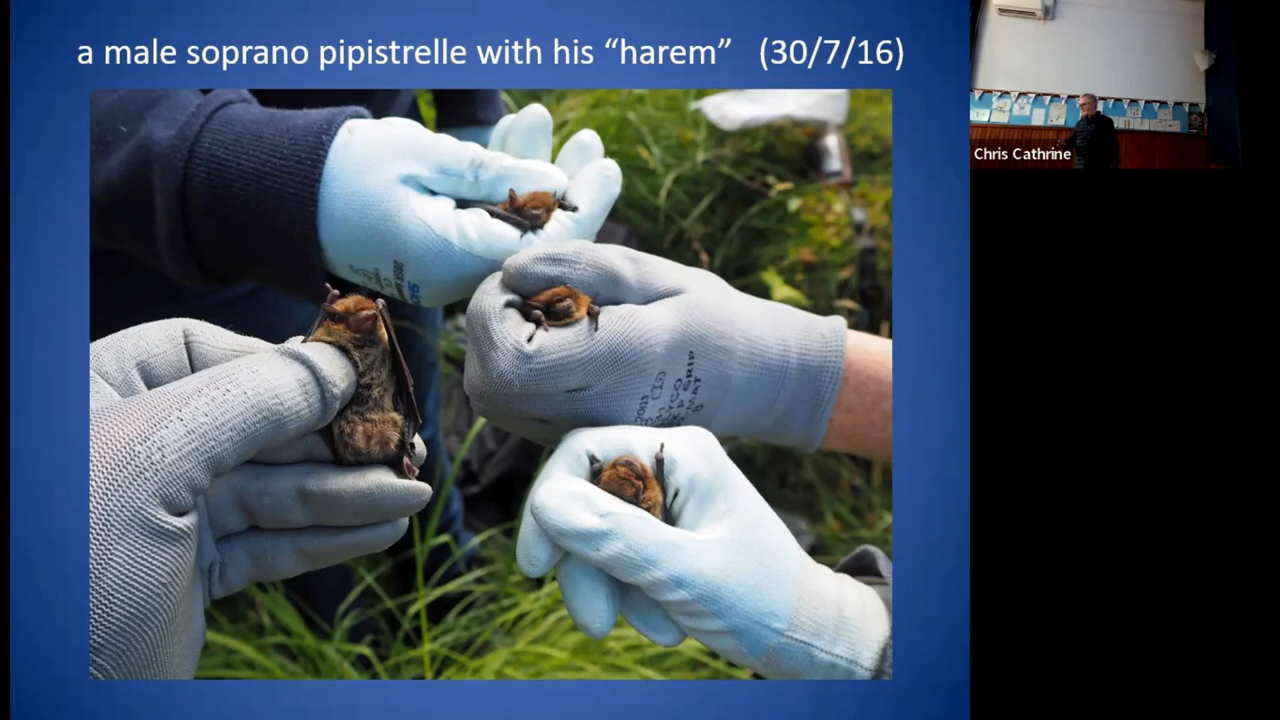 a male soprano pipistrelle with his “harem” (30/7/16)
Chris Cathrine